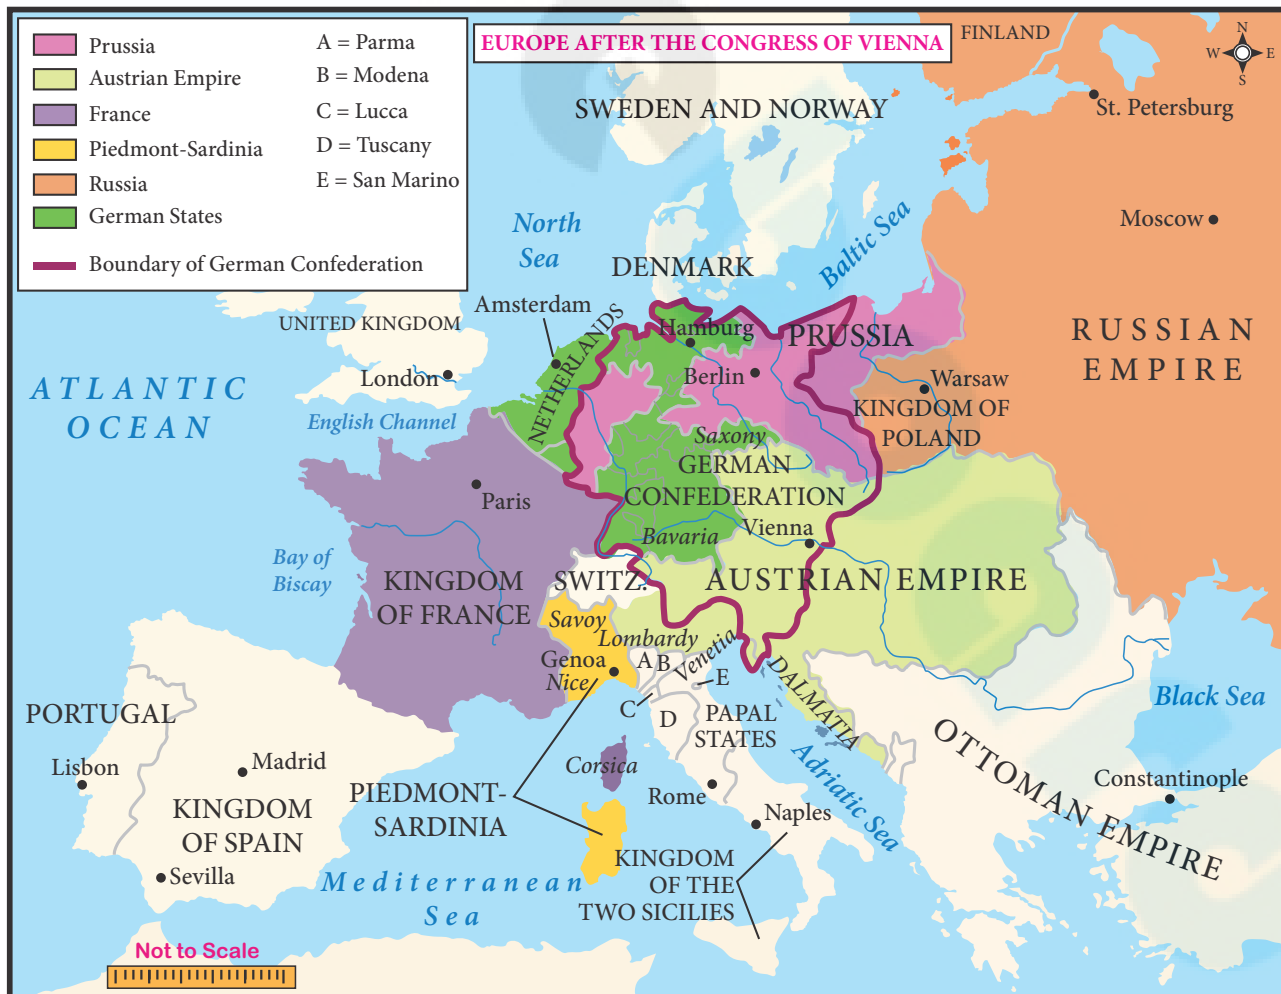 EUROPE AFTER THE CONGRESS OF VIENNA
Prussia
Austrian Empire
France
Piedmont-Sardinia
Russia
German States
Boundary of German Confederation
A = Parma
B = Modena
C = Lucca
D = Tuscany
E = San Marino
FINLAND
N
W
E
S
SWEDEN AND NORWAY
St. Petersburg
Moscow
North
Sea
Baltic Sea
DENMARK
Amsterdam
UNITED KINGDOM
NETHERLANDS
Hamburg
PRUSSIA
RUSSIAN
EMPIRE
London
Berlin
Warsaw
ATLANTIC
OCEAN
English Channel
KINGDOM OF
POLAND
Saxony
GERMAN
CONFEDERATION
Paris
Bavaria
Vienna
Bay of
Biscay
KINGDOM
OF FRANCE
SWITZ.
AUSTRIAN EMPIRE
Savoy
Lombardy
Venetia
Genoa
Nice
A
B
E
C
D
DALMATIA
PAPAL
STATES
PORTUGAL
Black Sea
OTTOMAN EMPIRE
Lisbon
Madrid
Corsica
Adriatic Sea
Constantinople
PIEDMONT-
SARDINIA
Rome
Naples
KINGDOM
OF SPAIN
Sevilla
KINGDOM
OF THE
TWO SICILIES
Mediterranean
Sea
Not to Scale